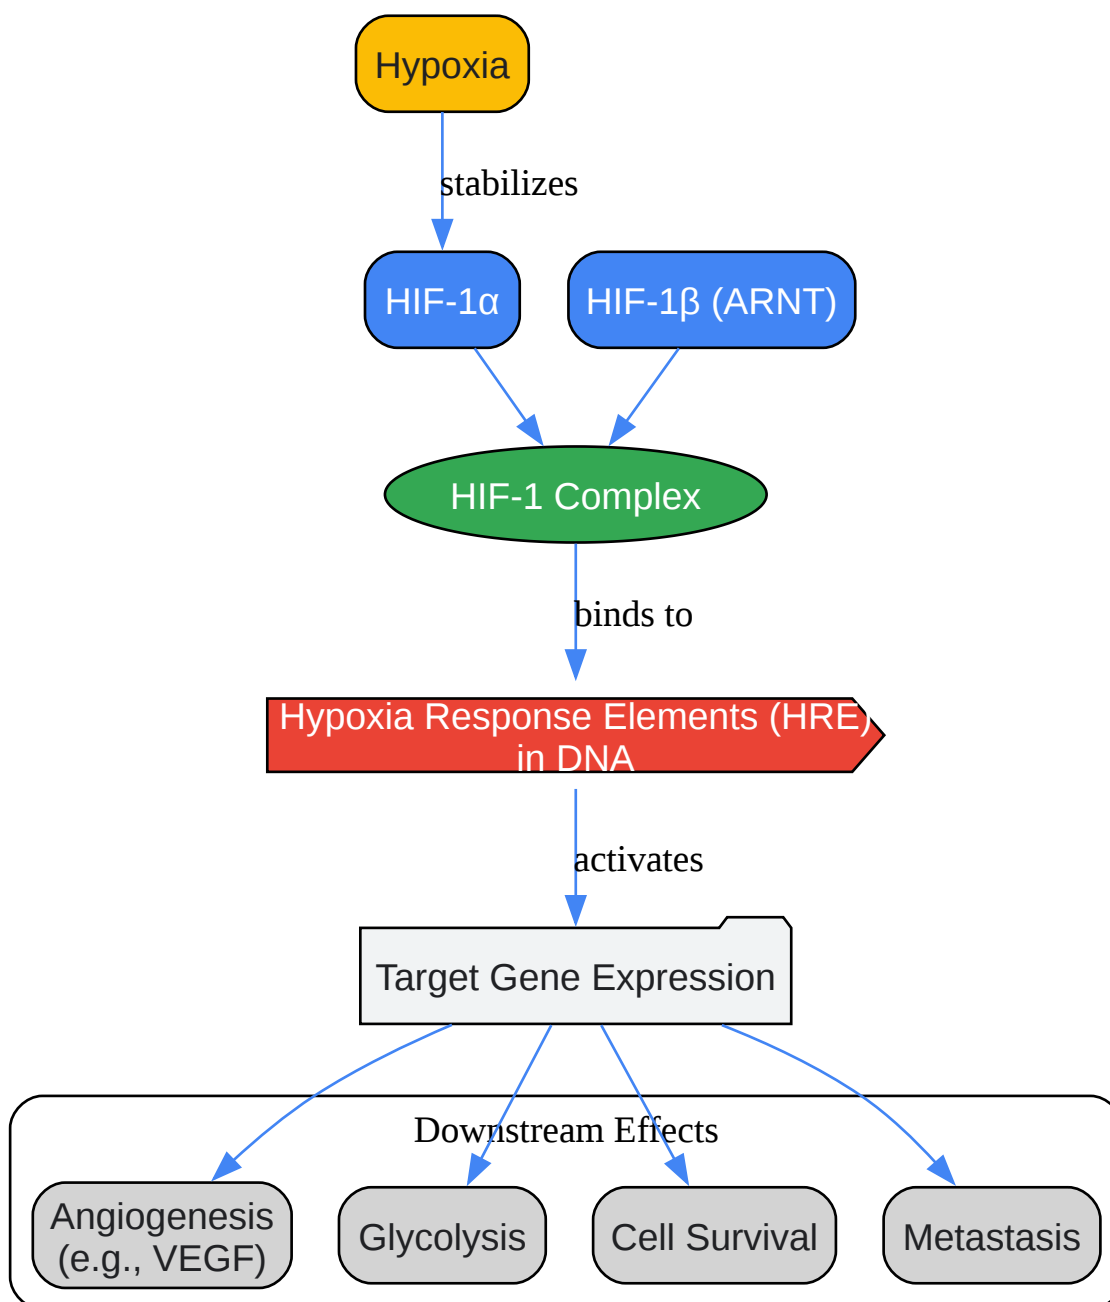 Hypoxia
stabilizes
HIF-1α
HIF-1β (ARNT)
HIF-1 Complex
binds to
Hypoxia Response Elements (HRE)
in DNA
activates
Target Gene Expression
Downstream Effects
Angiogenesis
(e.g., VEGF)
Glycolysis
Cell Survival
Metastasis